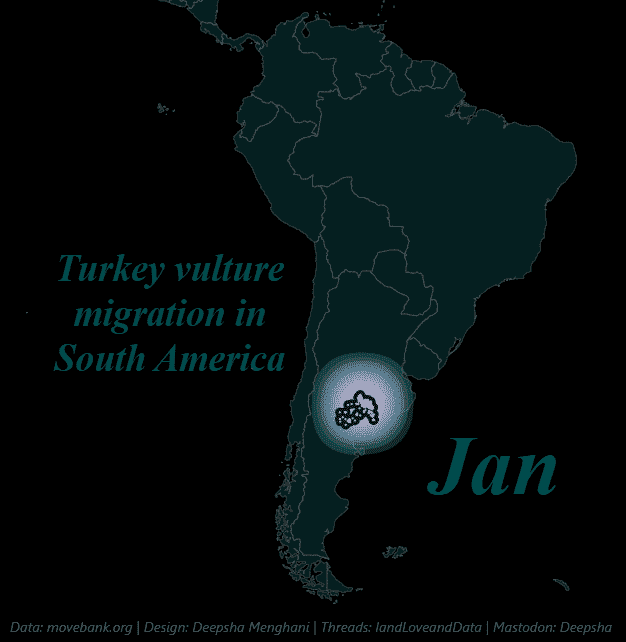 Turkey vulture
migration in
South America
Jan
Data: movebank.org | Design: Deepsha Menghani | Threads: landLoveandData | Mastodon: Deepsha